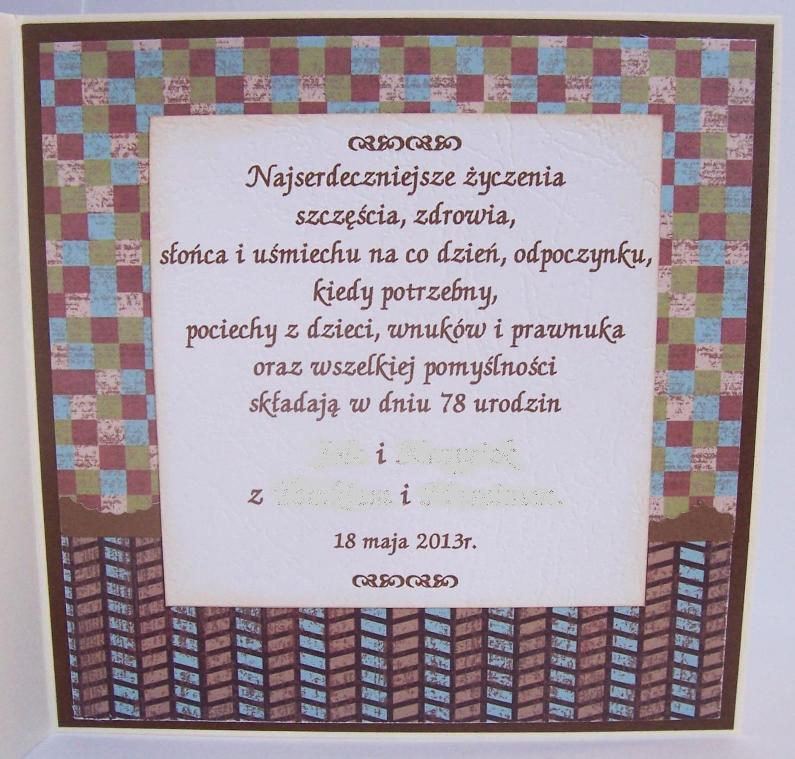 Najserdeczniejsze życzenia
szczęścia, zdrowia,
słońca i uśmiechu na co dzień, odpoczynku,
kiedy potrzebny,
pociechy z dzieci, wnuków i prawnuka
oraz wszelkiej pomyślności
składają w dniu 78 urodzin
i
z i
18 maja 2013r.